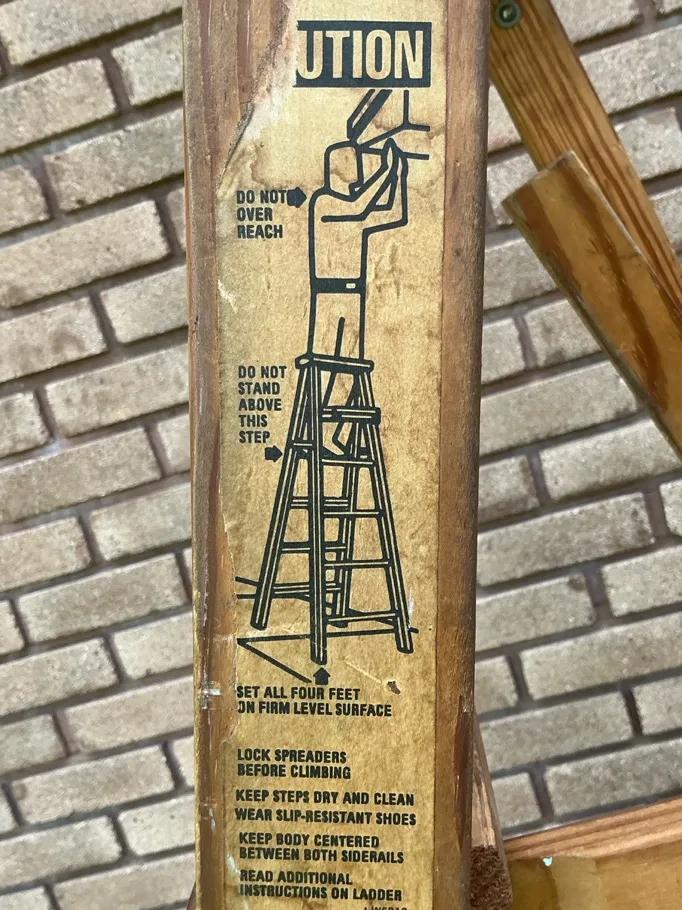 UTION
DO NOT
OVER
REACH
DO NOT
STAND
ABOVE
THIS
STEP
SET ALL FOUR FEET
ON FIRM LEVEL SURFACE
LOCK SPREADERS
BEFORE CLIMBING
KEEP STEPS DRY AND CLEAN
WEAR SLIP-RESISTANT SHOES
KEEP BODY CENTERED
BETWEEN BOTH SIDERAILS
READ ADDITIONAL
INSTRUCTIONS ON LADDER